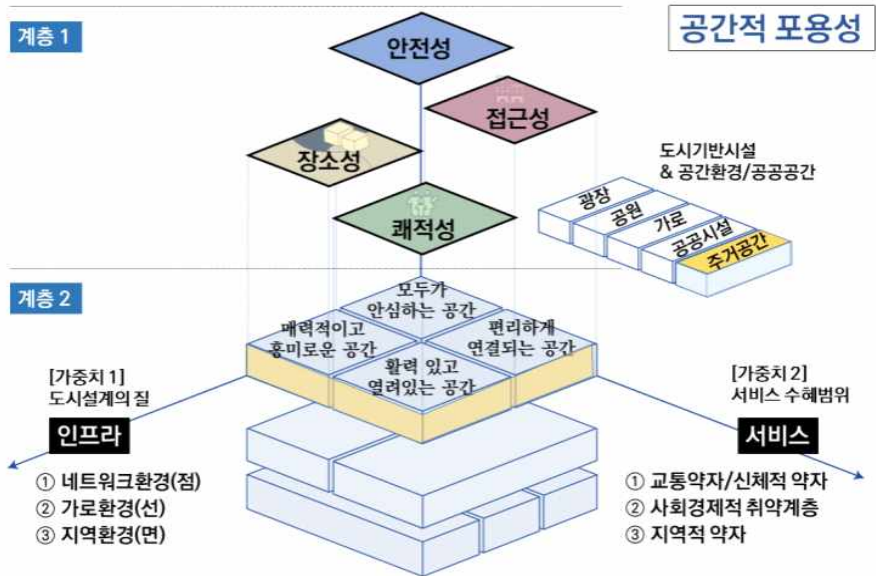 계층 1
공간적 포용성
안전성
접근성
장소성
쾌적성
도시기반시설
& 공간환경/공공공간
광장
공원
가로
공공시설
주거공간
계층 2
모두가
안심하는 공간
매력적이고
흥미로운 공간
편리하게
연결되는 공간
활력 있고
열려있는 공간
[가중치 1]
도시설계의 질
인프라
① 네트워크환경(점)
② 가로환경(선)
③ 지역환경(면)
[가중치 2]
서비스 수혜범위
서비스
① 교통약자/신체적 약자
② 사회경제적 취약계층
③ 지역적 약자